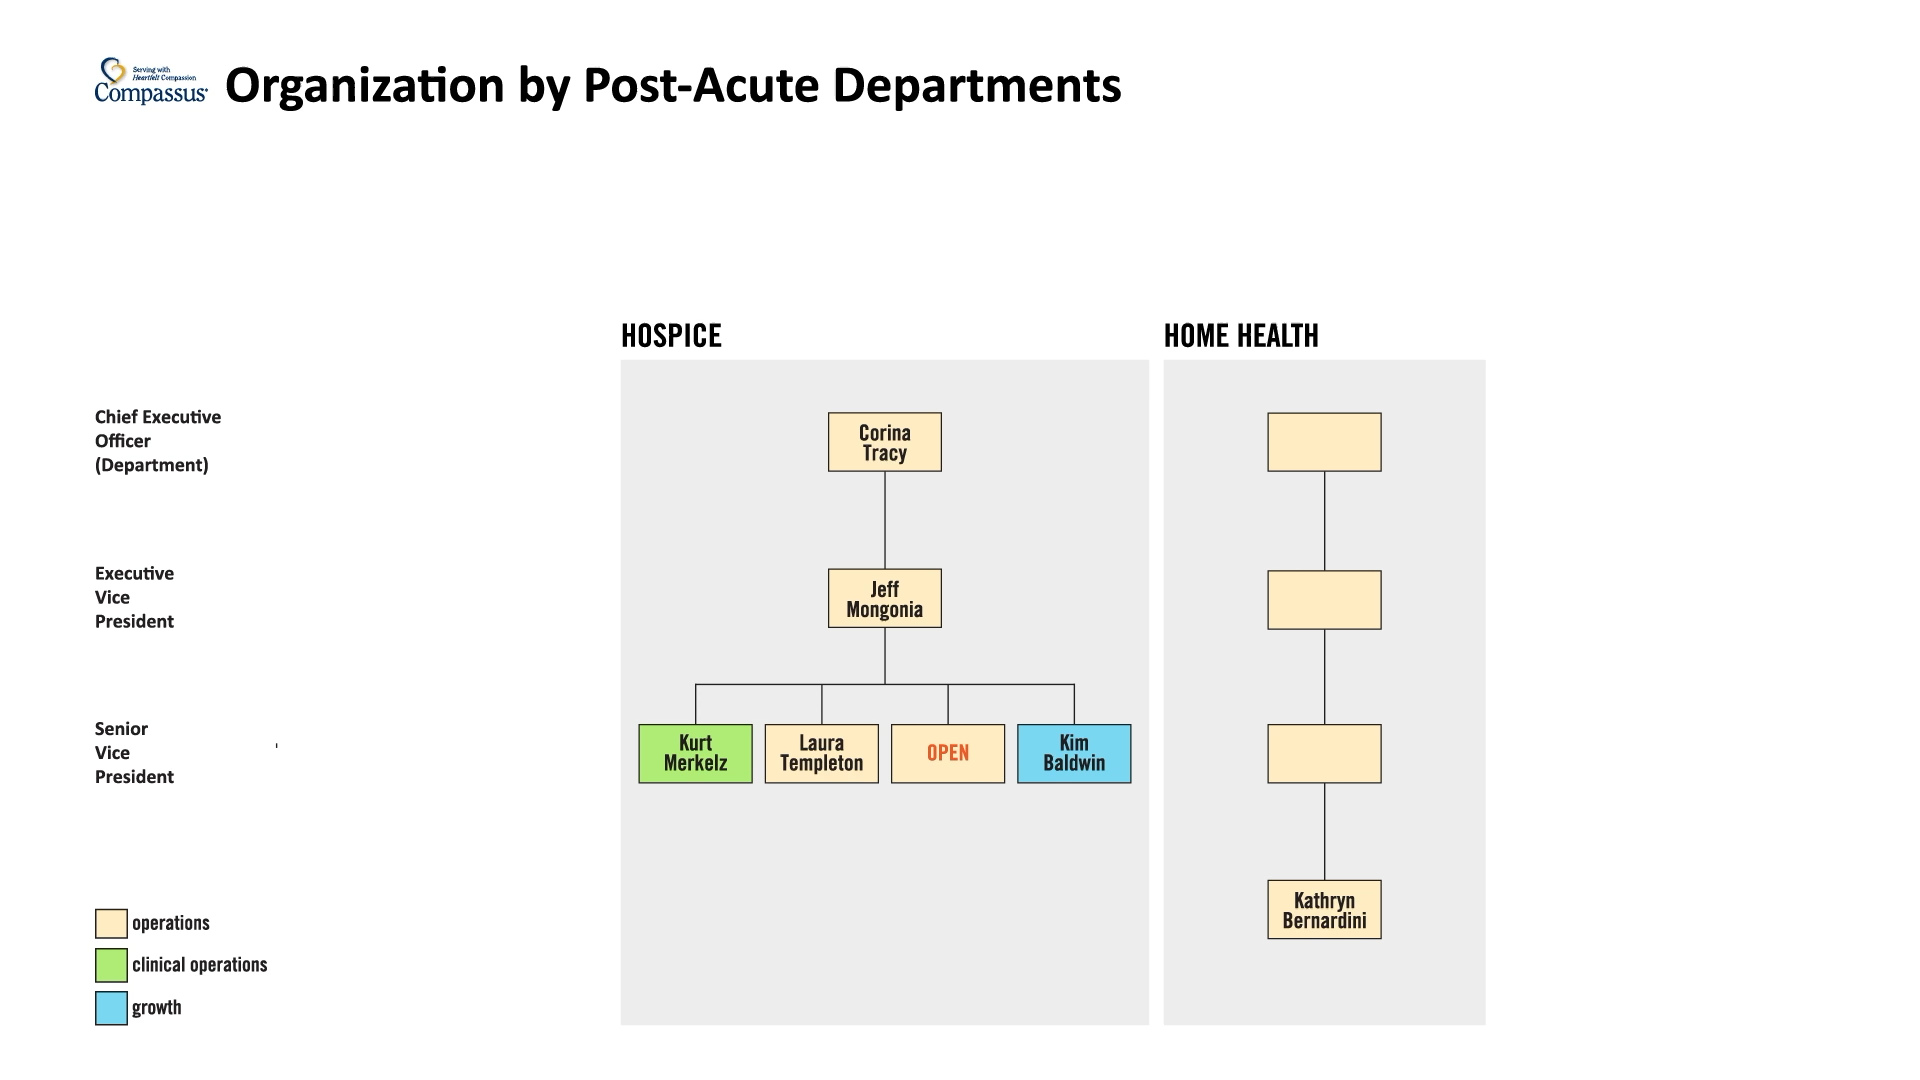 Serving with
Heartfelt Compassion
Compassus
Organization by Post-Acute Departments
HOSPICE
HOME HEALTH
Chief Executive
Officer
(Department)
Corina
Tracy
Executive
Vice
President
Jeff
Mongonia
Senior
Vice
President
Kurt
Merkelz
Laura
Templeton
OPEN
Kim
Baldwin
Kathryn
Bernardini
operations
clinical operations
growth